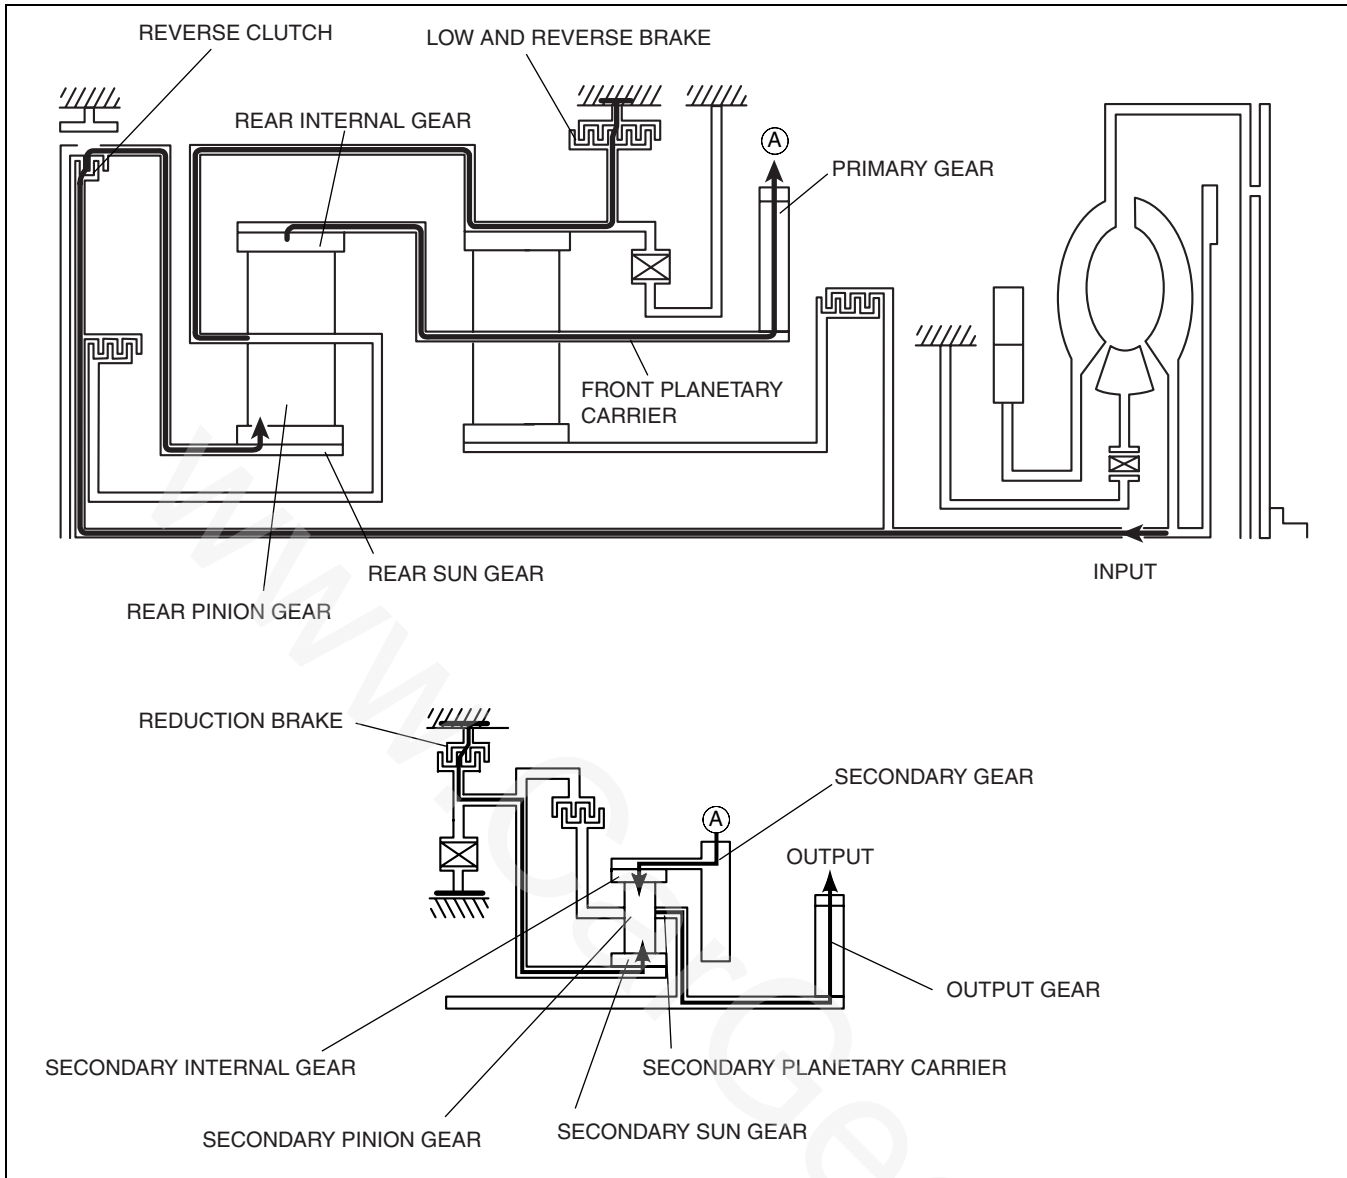 REVERSE CLUTCH
LOW AND REVERSE BRAKE
REAR INTERNAL GEAR
A
PRIMARY GEAR
FRONT PLANETARY
CARRIER
REAR SUN GEAR
INPUT
REAR PINION GEAR
REDUCTION BRAKE
SECONDARY GEAR
A
OUTPUT
OUTPUT GEAR
SECONDARY INTERNAL GEAR
SECONDARY PLANETARY CARRIER
SECONDARY PINION GEAR
SECONDARY SUN GEAR